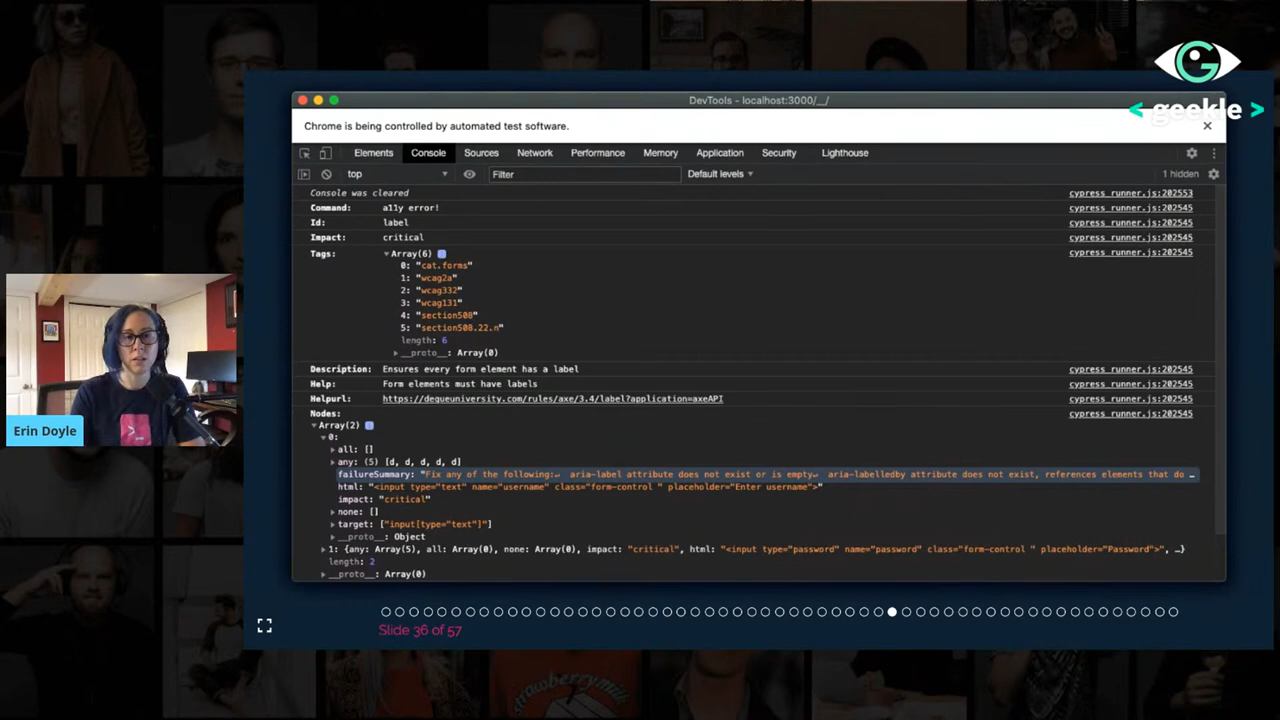 DevTools - localhost:3000/__/
< geekle >
Chrome is being controlled by automated test software.
Elements Console Sources Network Performance Memory Application Security Lighthouse
top Filter Default levels 1 hidden
Console was cleared cypress_runner.js:202553
Command: a11y error! cypress_runner.js:202545
Id: label cypress_runner.js:202545
Impact: critical cypress_runner.js:202545
Tags: Array(6) cypress_runner.js:202545
0: "cat.forms"
1: "wcag2a"
2: "wcag332"
3: "wcag131"
4: "section508"
5: "section508.22.n"
length: 6
__proto__: Array(0)
Description: Ensures every form element has a label cypress_runner.js:202545
Help: Form elements must have labels cypress_runner.js:202545
Helpurl: https://dequeuniversity.com/rules/axe/3.4/label?application=axeAPI cypress_runner.js:202545
Nodes: cypress_runner.js:202545
Array(2)
0:
all: []
any: (5) [d, d, d, d, d]
failureSummary: "Fix any of the following:↵  aria-label attribute does not exist or is empty↵  aria-labelledby attribute does not exist, references elements that do …
html: "<input type="text" name="username" class="form-control " placeholder="Enter username">"
impact: "critical"
none: []
target: ["input[type="text"]"]
__proto__: Object
1: {any: Array(5), all: Array(0), none: Array(0), impact: "critical", html: "<input type="password" name="password" class="form-control " placeholder="Password">", …}
length: 2
__proto__: Array(0)
Erin Doyle
Slide 36 of 57